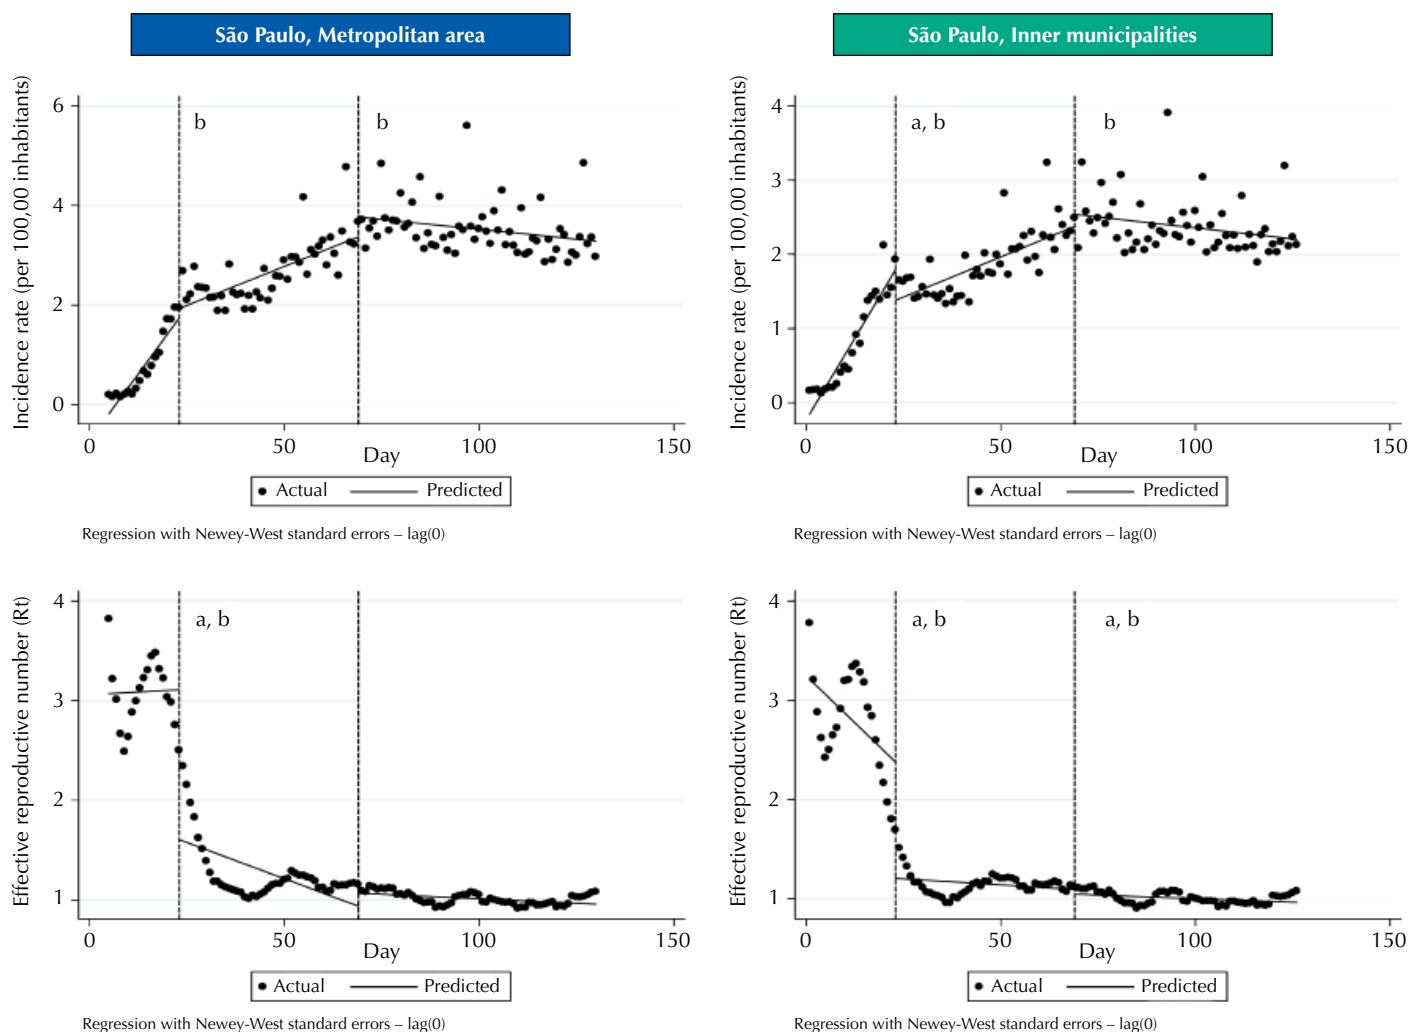 São Paulo, Metropolitan area
São Paulo, Inner municipalities
Incidence rate (per 100,00 inhabitants)
6
4
2
0
b
b
0
50
100
150
Day
Actual
Predicted
Regression with Newey-West standard errors – lag(0)
Incidence rate (per 100,00 inhabitants)
4
3
2
1
0
a, b
b
0
50
100
150
Day
Actual
Predicted
Regression with Newey-West standard errors – lag(0)
Effective reproductive number (Rt)
4
3
2
1
a, b
0
50
100
150
Day
Actual
Predicted
Regression with Newey-West standard errors – lag(0)
Effective reproductive number (Rt)
4
3
2
1
a, b
a, b
0
50
100
150
Day
Actual
Predicted
Regression with Newey-West standard errors – lag(0)